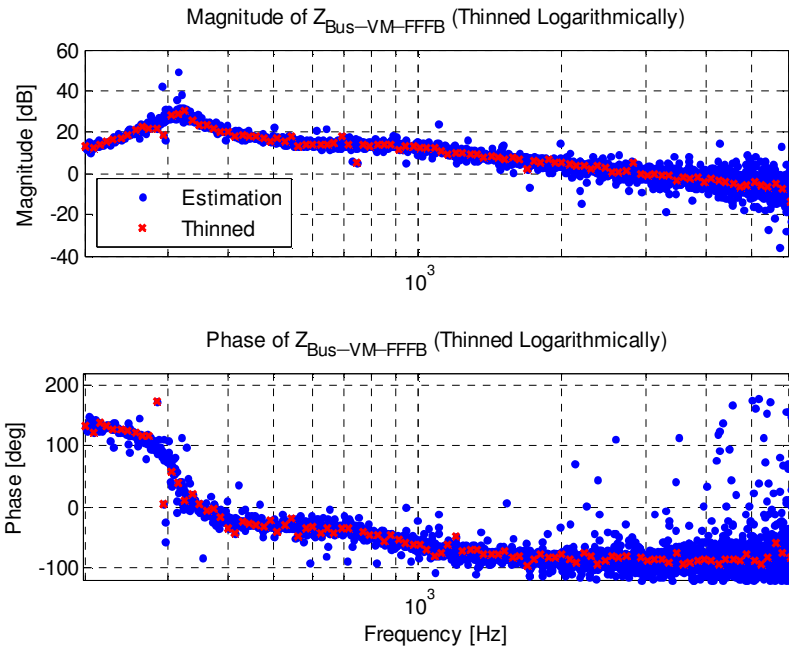 Magnitude of Z_Bus–VM–FFFB (Thinned Logarithmically)
Magnitude [dB]
60
40
20
0
-20
-40
Estimation
Thinned
10^3
Phase of Z_Bus–VM–FFFB (Thinned Logarithmically)
Phase [deg]
200
100
0
-100
10^3
Frequency [Hz]